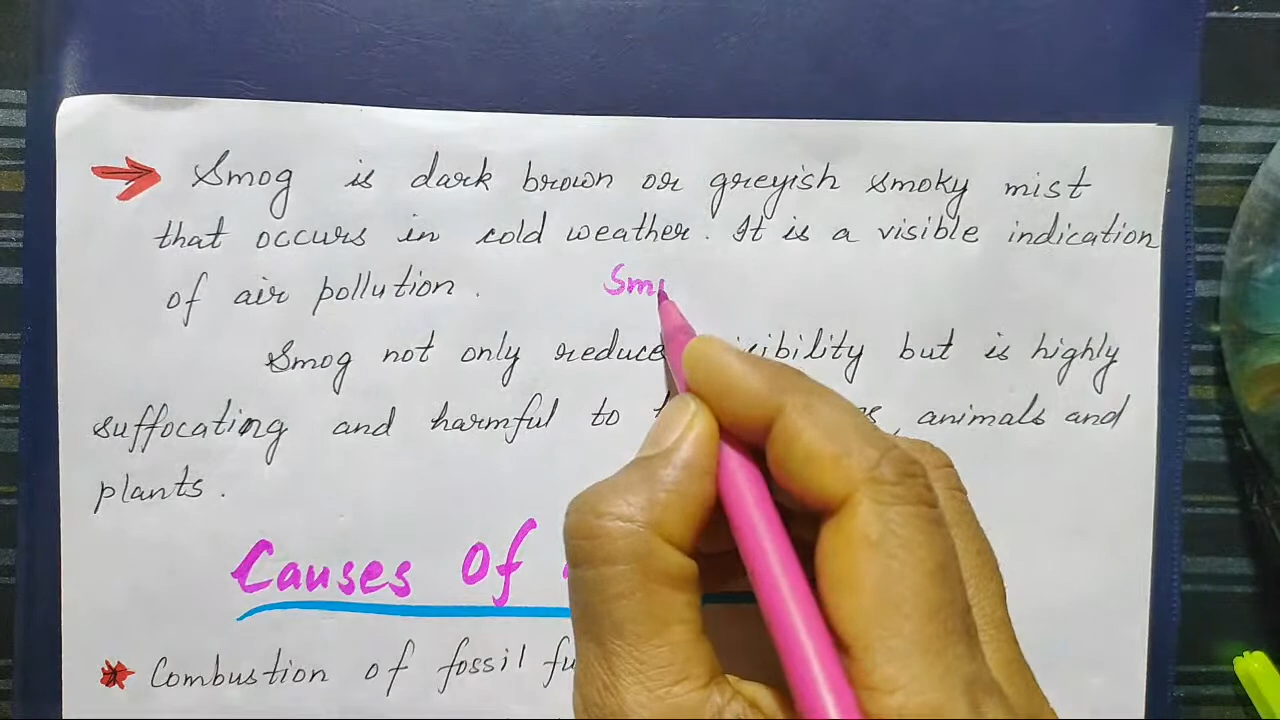 Smog is dark brown or greyish smoky mist
that occurs in cold weather. It is a visible indication
of air pollution. Sm
Smog not only reduce but is highly
suffocating and harmful to , animals and
plants.
Causes Of
Combustion of fossil